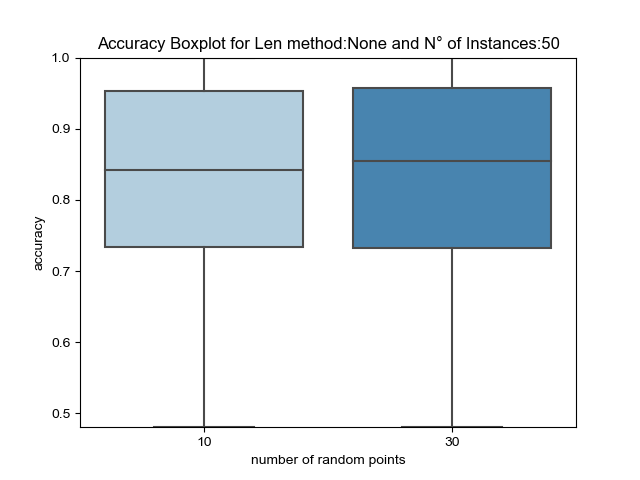 Accuracy Boxplot for Len method:None and N° of Instances:50
1.0
0.9
0.8
0.7
0.6
0.5
accuracy
10
30
number of random points